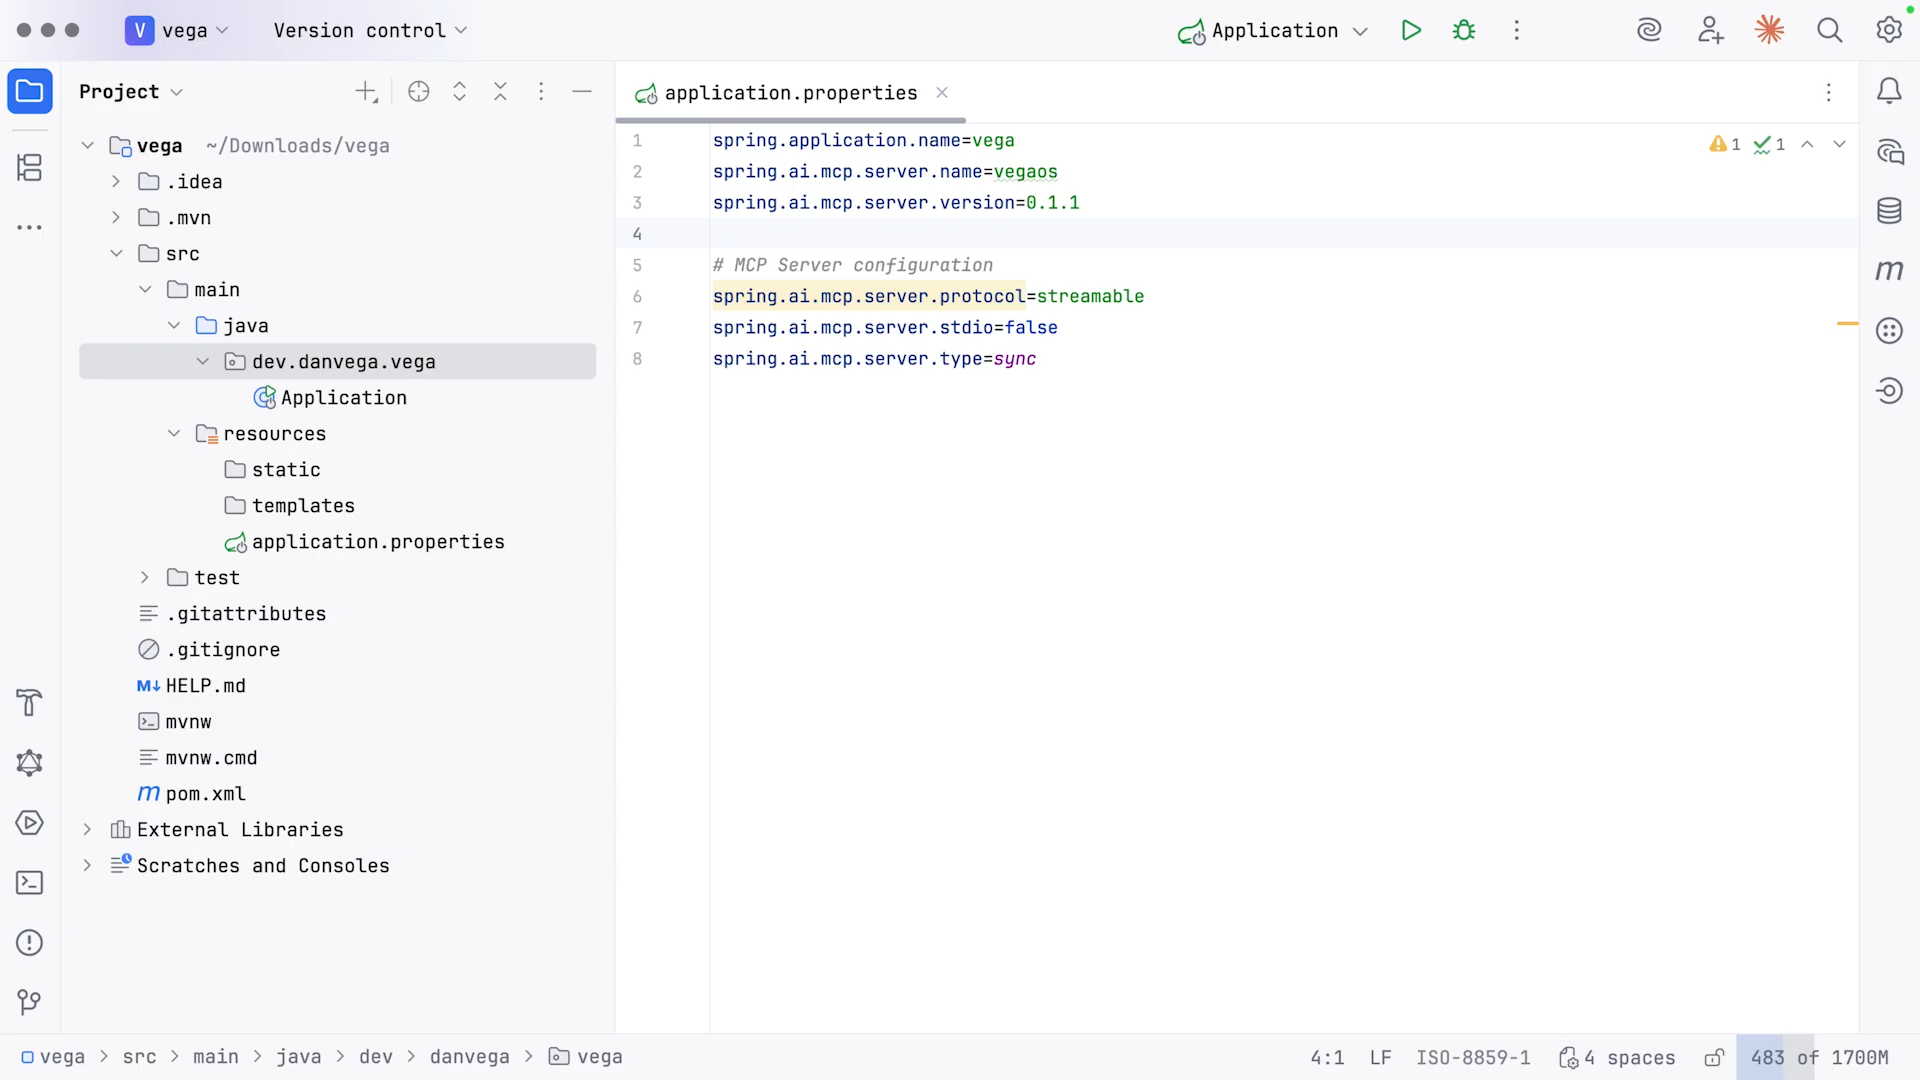 V vega Version control Application
Project
application.properties
vega ~/Downloads/vega
.idea
.mvn
src
main
java
dev.danvega.vega
Application
resources
static
templates
application.properties
test
.gitattributes
.gitignore
M↓ HELP.md
mvnw
mvnw.cmd
m pom.xml
External Libraries
Scratches and Consoles
1 spring.application.name=vega
2 spring.ai.mcp.server.name=vegaos
3 spring.ai.mcp.server.version=0.1.1
4
5 # MCP Server configuration
6 spring.ai.mcp.server.protocol=streamable
7 spring.ai.mcp.server.stdio=false
8 spring.ai.mcp.server.type=sync
1 1
m
vega > src > main > java > dev > danvega > vega
4:1 LF ISO-8859-1 4 spaces 483 of 1700M